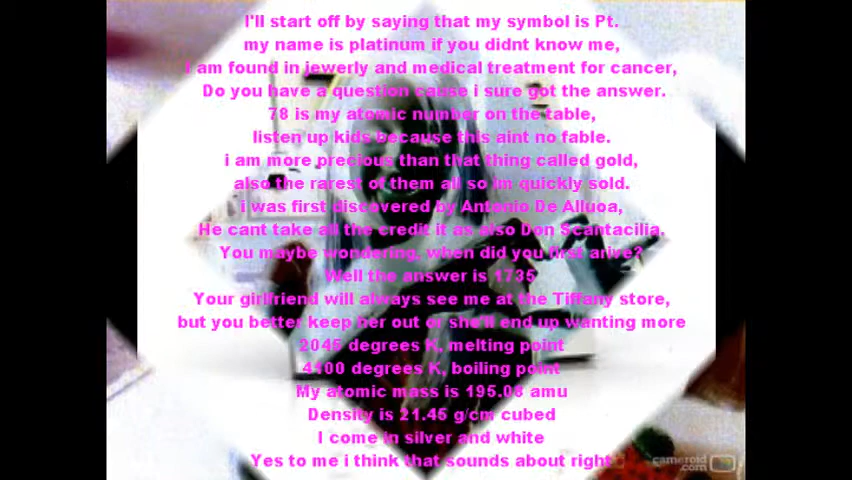 I'll start off by saying that my symbol is Pt.
my name is platinum if you didnt know me,
i am found in jewerly and medical treatment for cancer,
Do you have a question cause i sure got the answer.
78 is my atomic number on the table,
listen up kids because this aint no fable.
i am more precious than that thing called gold,
also the rarest of them all so im quickly sold.
i was first discovered by Antonio De Alluoa,
He cant take all the credit it as also Don Scantacilia.
You maybe wondering, when did you first arive?
Well the answer is 1735
Your girlfriend will always see me at the Tiffany store,
but you better keep her out or she'll end up wanting more
2045 degrees K, melting point
4100 degrees K, boiling point
My atomic mass is 195.08 amu
Density is 21.45 g/cm cubed
I come in silver and white
Yes to me i think that sounds about right
cameroid.com